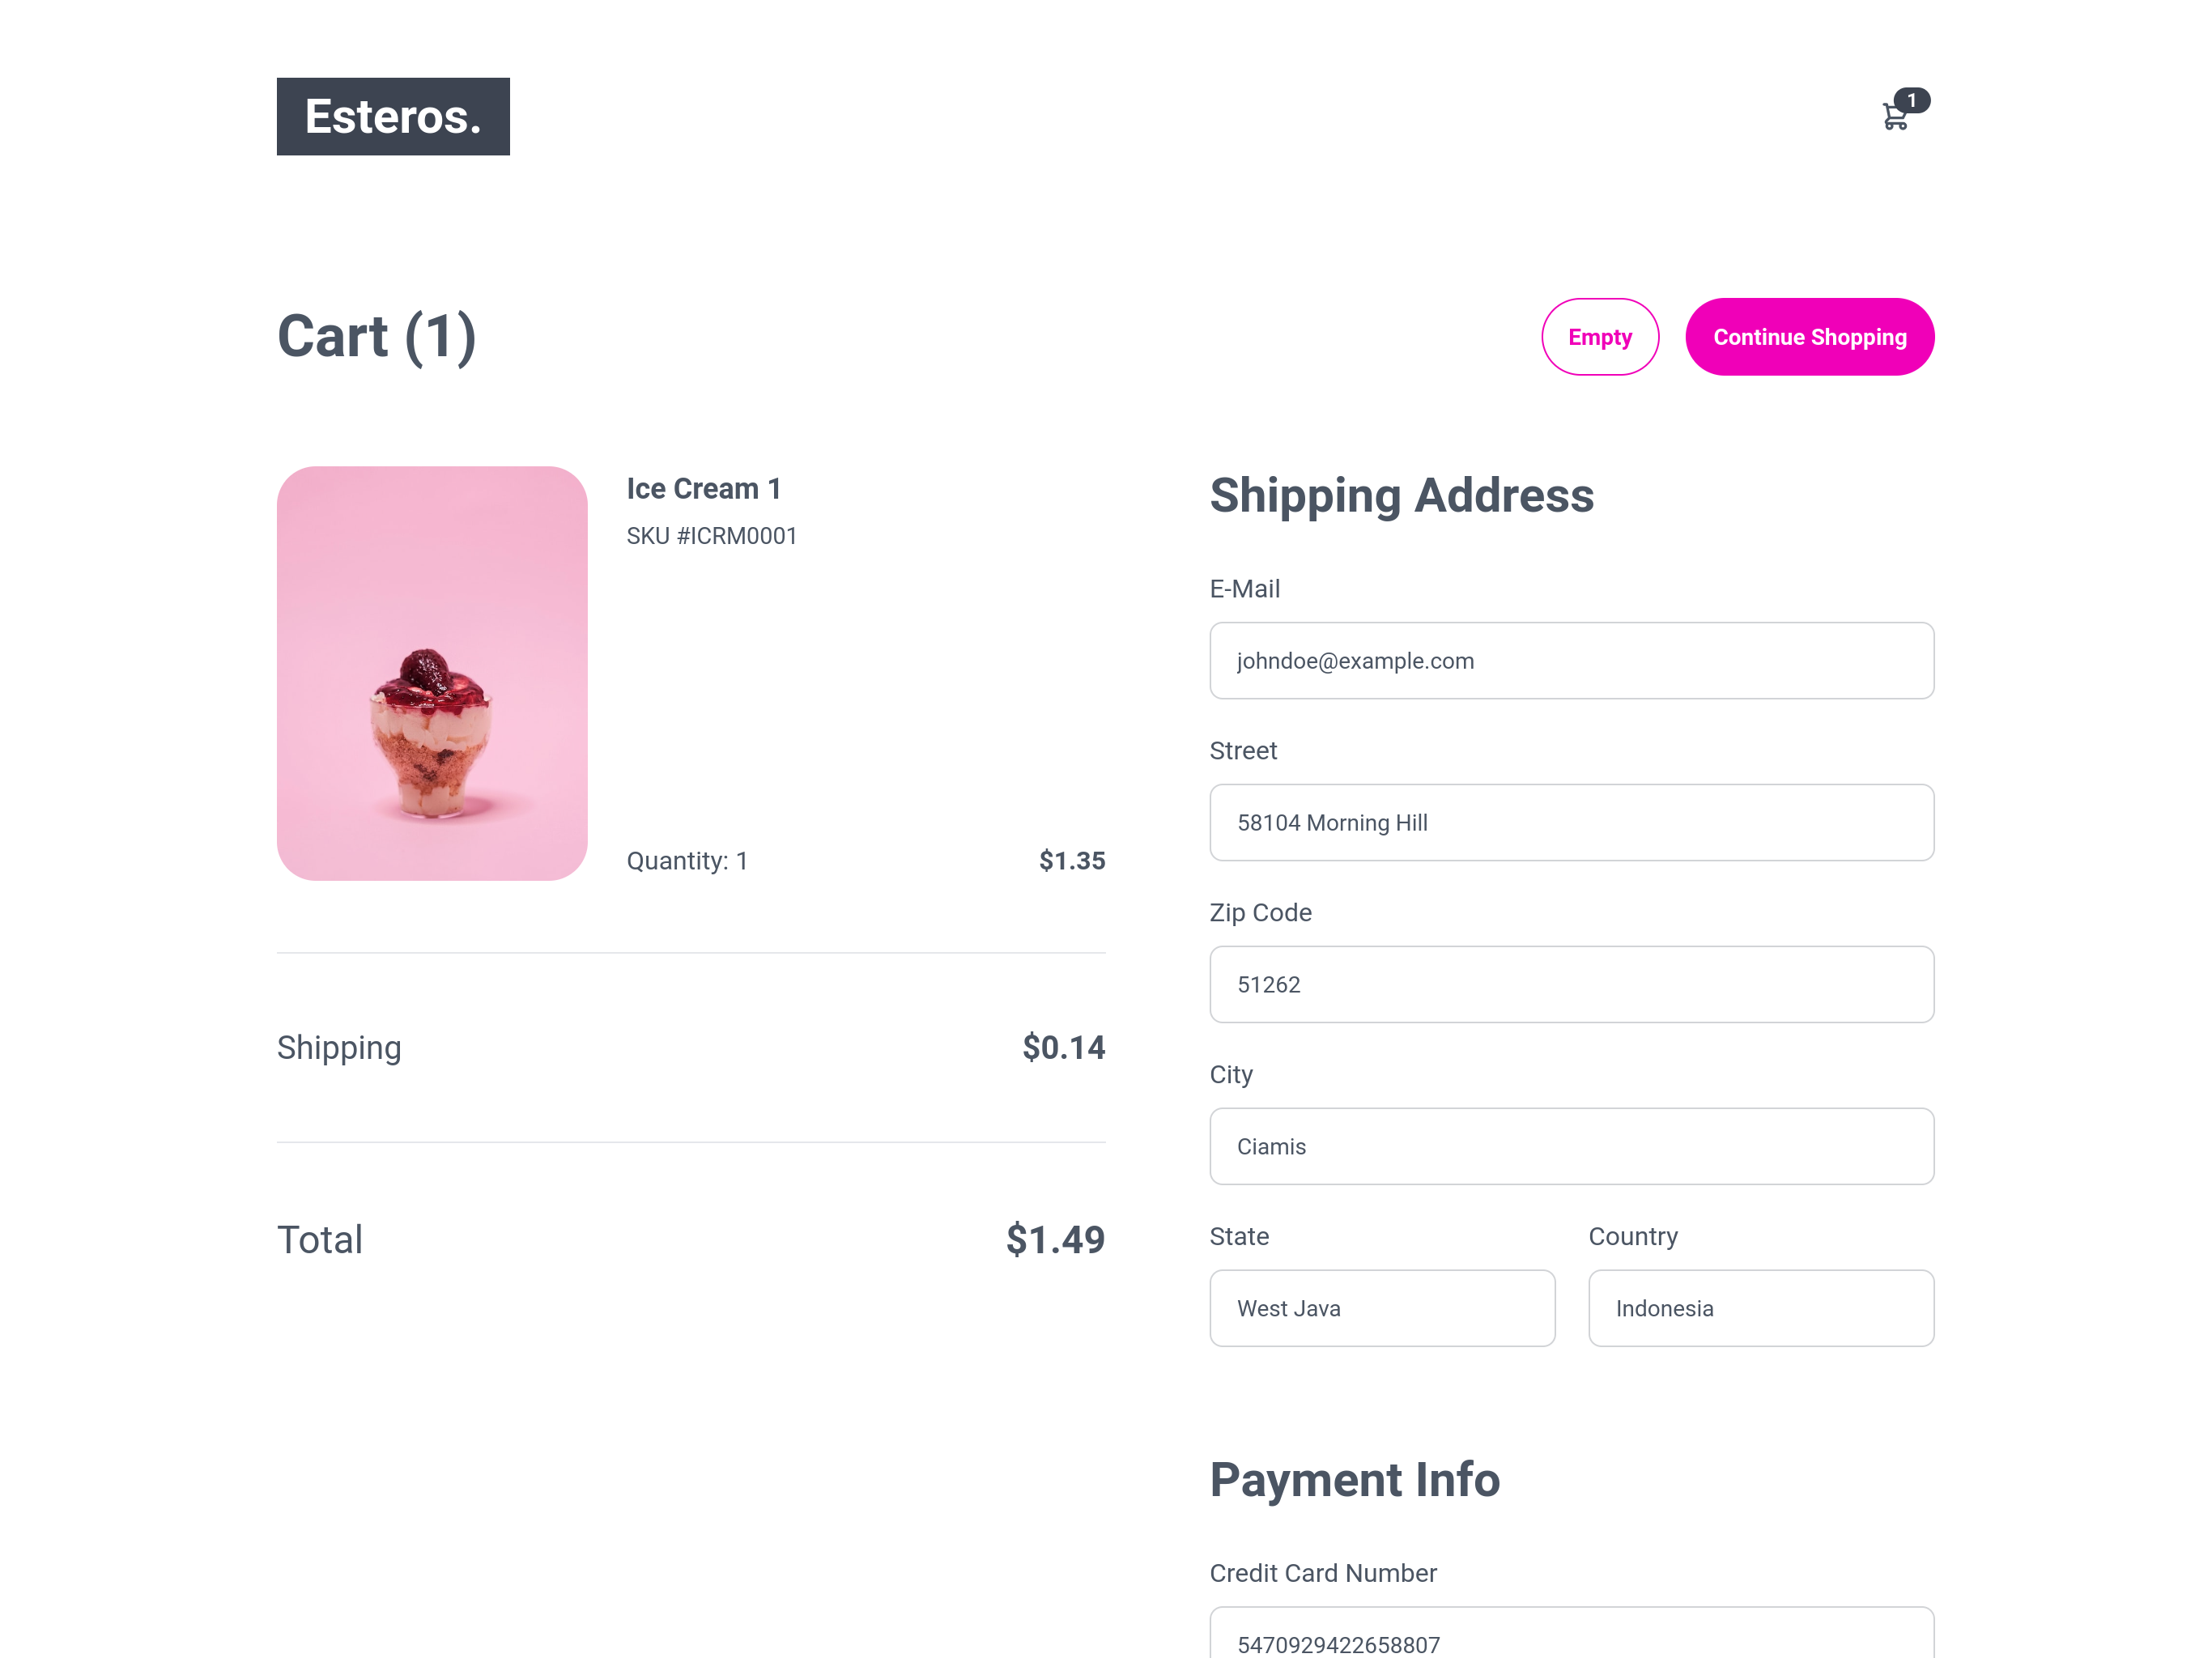 Esteros.
1
Cart (1)
Empty
Continue Shopping
Ice Cream 1
SKU #ICRM0001
Quantity: 1
$1.35
Shipping
$0.14
Total
$1.49
Shipping Address
E-Mail
johndoe@example.com
Street
58104 Morning Hill
Zip Code
51262
City
Ciamis
State
Country
West Java
Indonesia
Payment Info
Credit Card Number
5470929422658807